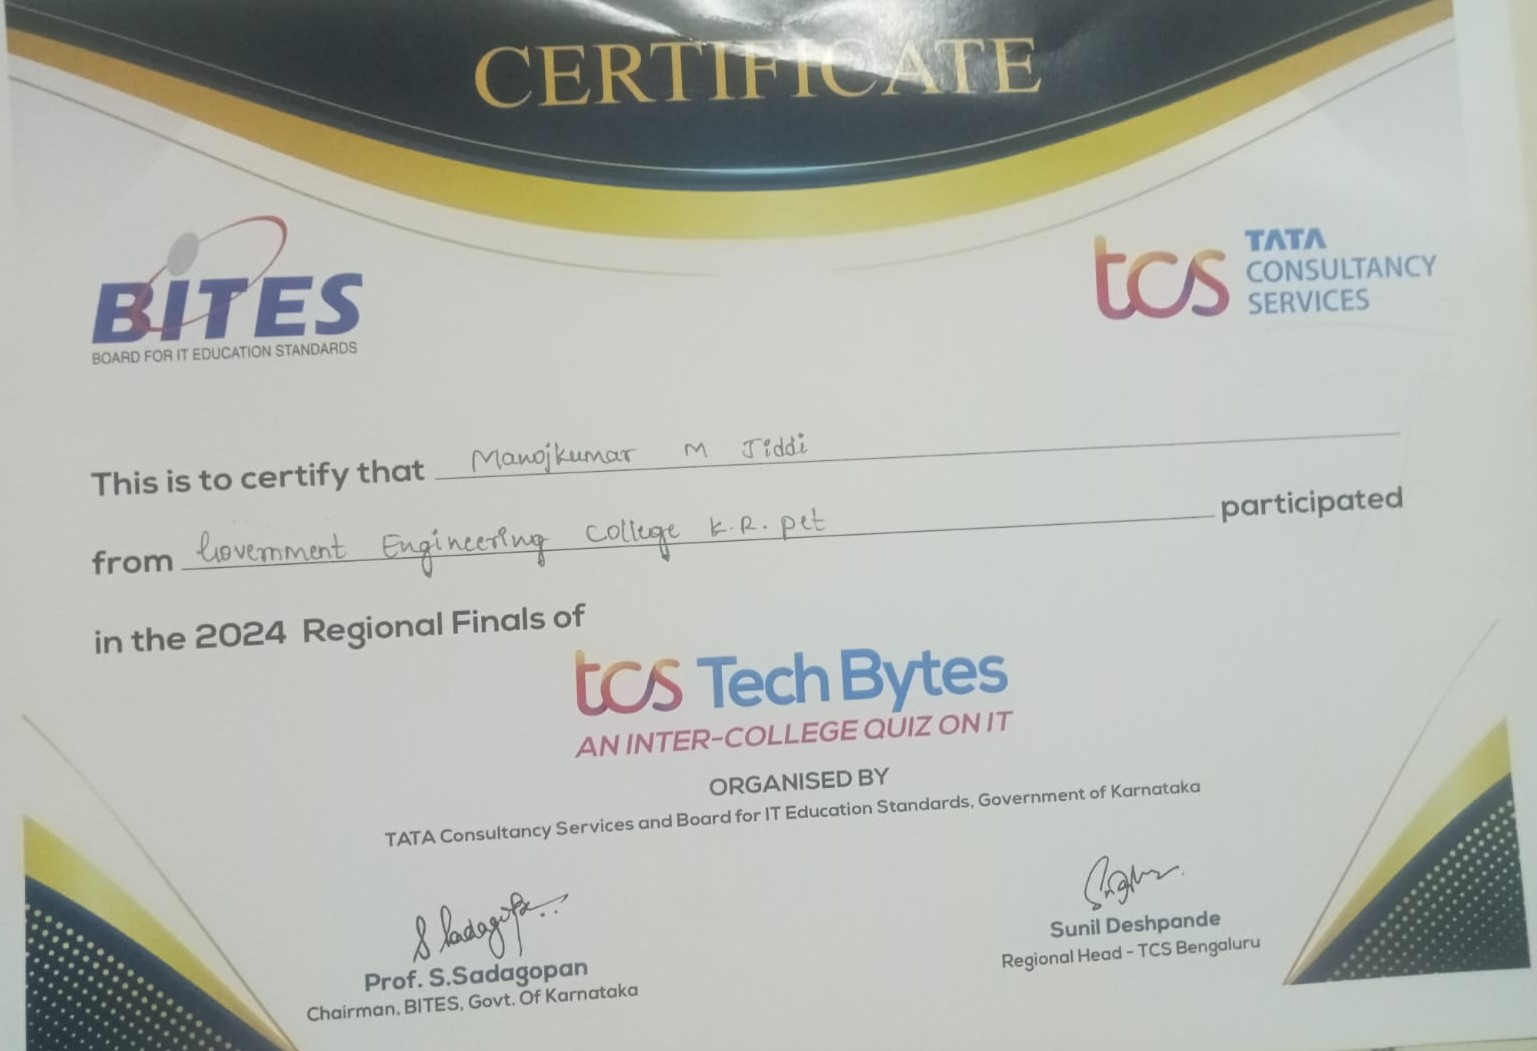 CERTIFICATE
BITES
BOARD FOR IT EDUCATION STANDARDS
tcs TATA
CONSULTANCY
SERVICES
This is to certify that Manojkumar M Jiddi
from Government Engineering College K.R. pet participated
in the 2024 Regional Finals of
tcs Tech Bytes
AN INTER-COLLEGE QUIZ ON IT
ORGANISED BY
TATA Consultancy Services and Board for IT Education Standards, Government of Karnataka
S Sadagopan
Prof. S.Sadagopan
Chairman, BITES, Govt. Of Karnataka
Sunil Deshpande
Regional Head - TCS Bengaluru